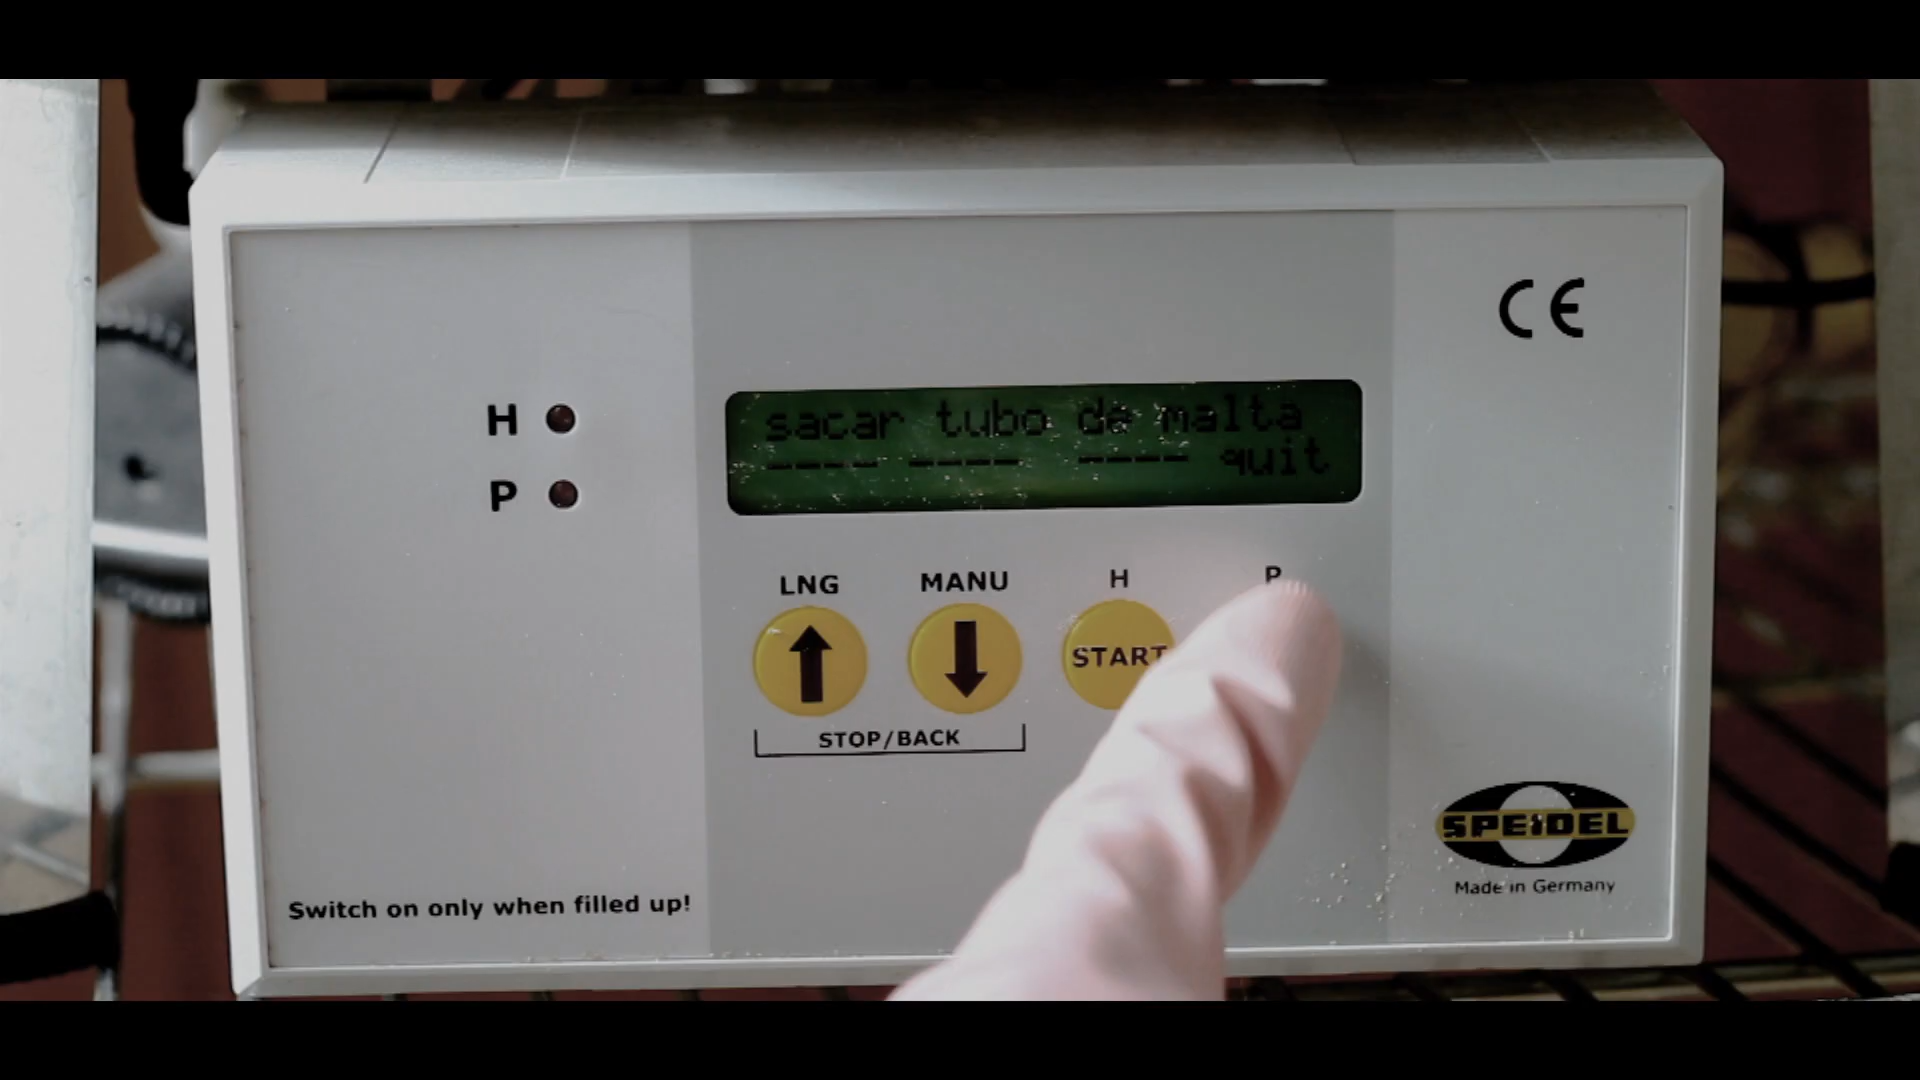 CE
H
sacar tubo de malta
---- ---- ---- quit
P
LNG MANU H P
START
STOP/BACK
SPEIDEL
Made in Germany
Switch on only when filled up!